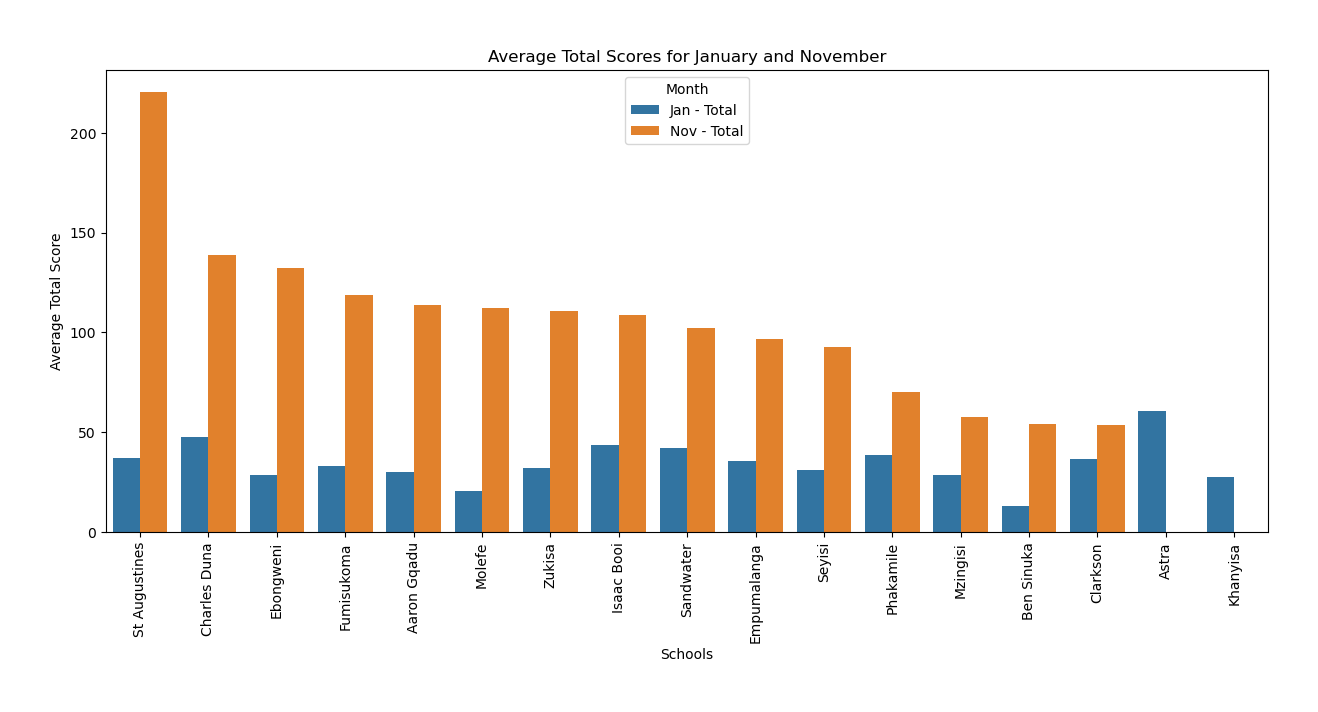 Average Total Scores for January and November
Month
Jan - Total
Nov - Total
Average Total Score
200
150
100
50
0
St Augustines
Charles Duna
Ebongweni
Fumisukoma
Aaron Gqadu
Molefe
Zukisa
Isaac Booi
Sandwater
Empumalanga
Seyisi
Phakamile
Mzingisi
Ben Sinuka
Clarkson
Astra
Khanyisa
Schools